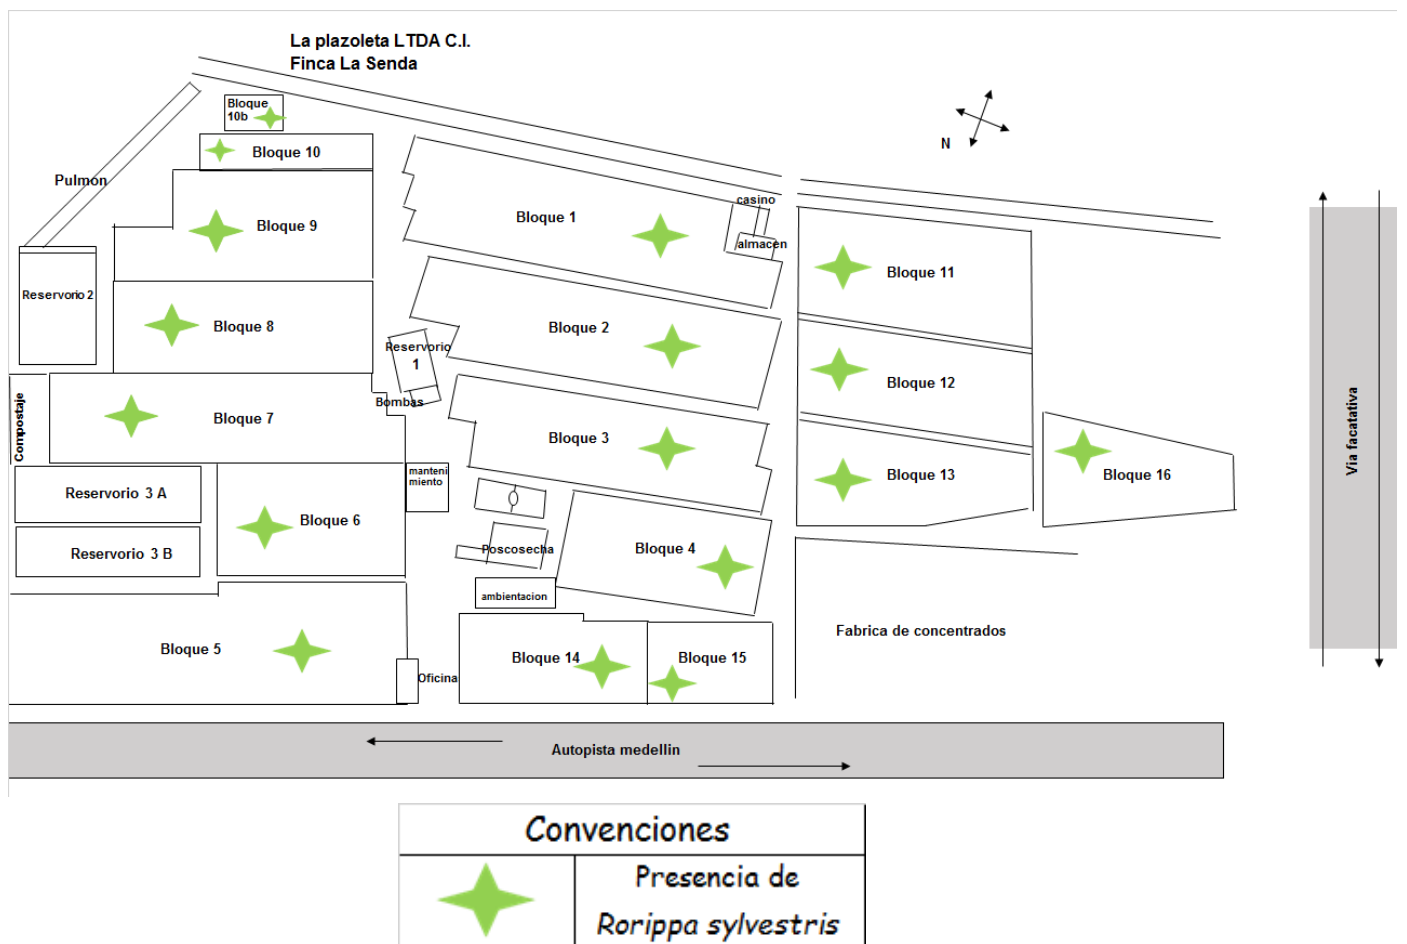 La plazoleta LTDA C.I.
Finca La Senda
Bloque
10b
N
Bloque 10
Pulmon
casino
Bloque 1
Bloque 9
almacen
Bloque 11
Reservorio 2
Bloque 8
Bloque 2
Reservorio
1
Bloque 12
Bombas
Compostaje
Bloque 7
Bloque 3
Via facatativa
manteni
miento
Bloque 13
Bloque 16
Reservorio 3 A
Bloque 6
Reservorio 3 B
Poscosecha
Bloque 4
ambientacion
Fabrica de concentrados
Bloque 5
Bloque 14
Bloque 15
Oficina
Autopista medellin
Convenciones
Presencia de
Rorippa sylvestris